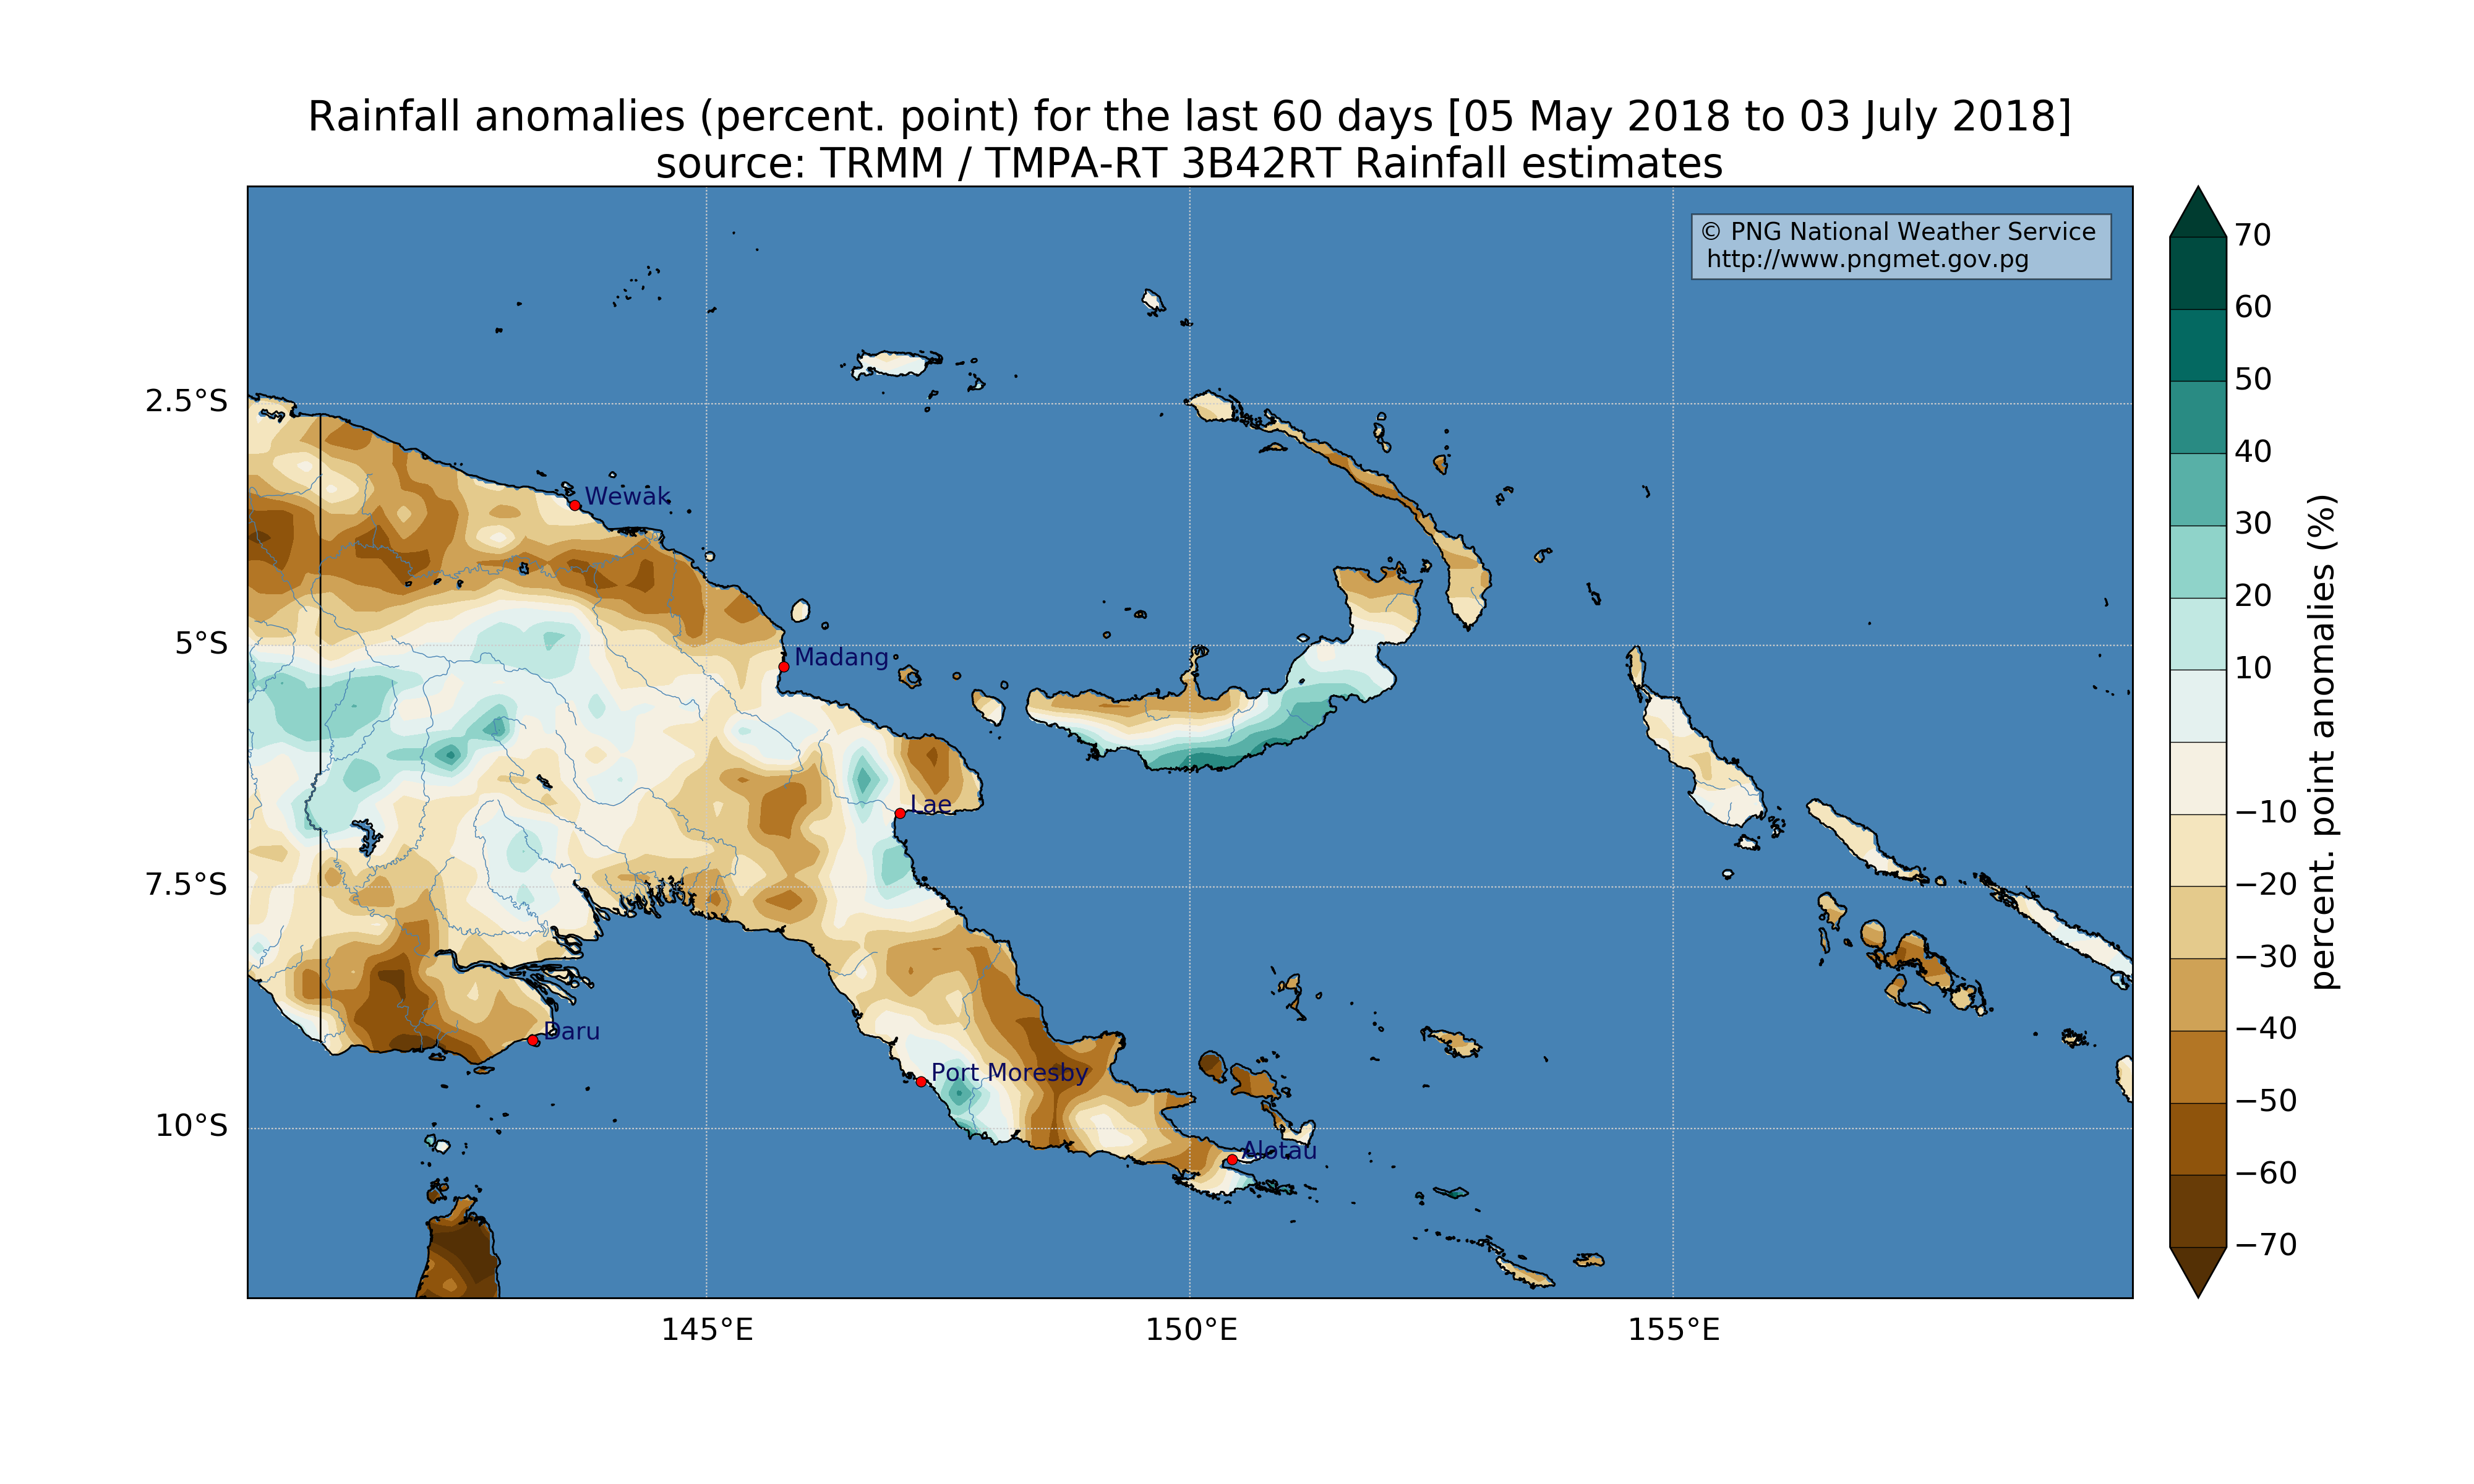 Rainfall anomalies (percent. point) for the last 60 days [05 May 2018 to 03 July 2018]
source: TRMM / TMPA-RT 3B42RT Rainfall estimates
© PNG National Weather Service
http://www.pngmet.gov.pg
2.5°S
5°S
7.5°S
10°S
145°E
150°E
155°E
Wewak
Madang
Lae
Daru
Port Moresby
Alotau
70
60
50
40
30
20
10
−10
−20
−30
−40
−50
−60
−70
percent. point anomalies (%)